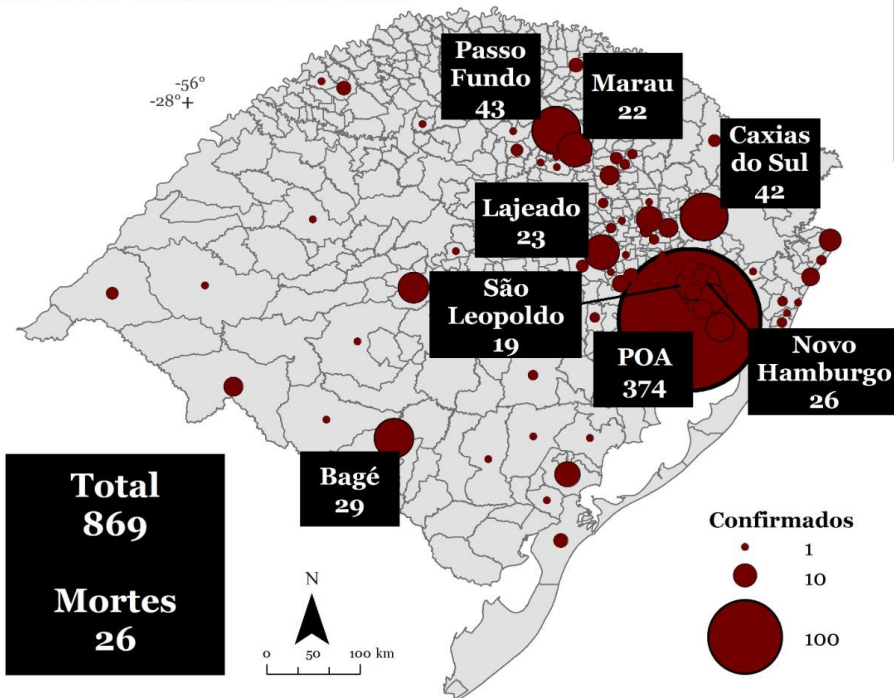 Passo
Fundo
43
Marau
22
-56°
-28°+
Caxias
do Sul
42
Lajeado
23
São
Leopoldo
19
POA
374
Novo
Hamburgo
26
Bagé
29
Total
869
Mortes
26
N
0 50 100 km
Confirmados
1
10
100